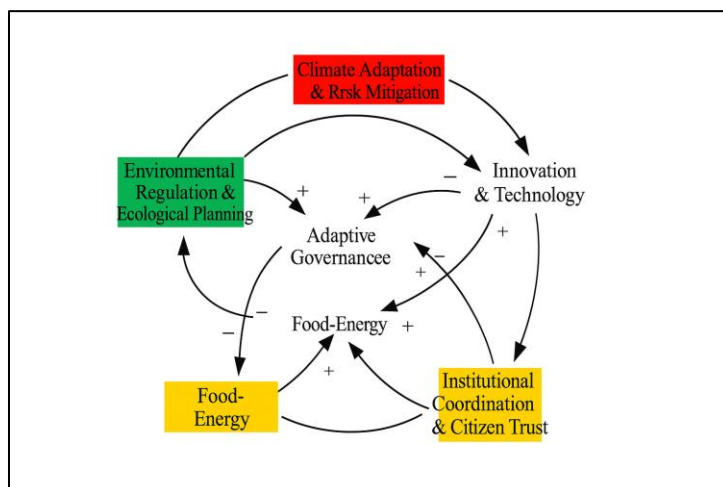 Climate Adaptation
& Rrsk Mitigation
Environmental
Regulation &
Ecological Planning
Innovation
& Technology
−
+
+
+
Adaptive
Governancee
+
−
−
−
Food-Energy
+
+
Food-
Energy
Institutional
Coordination
& Citizen Trust